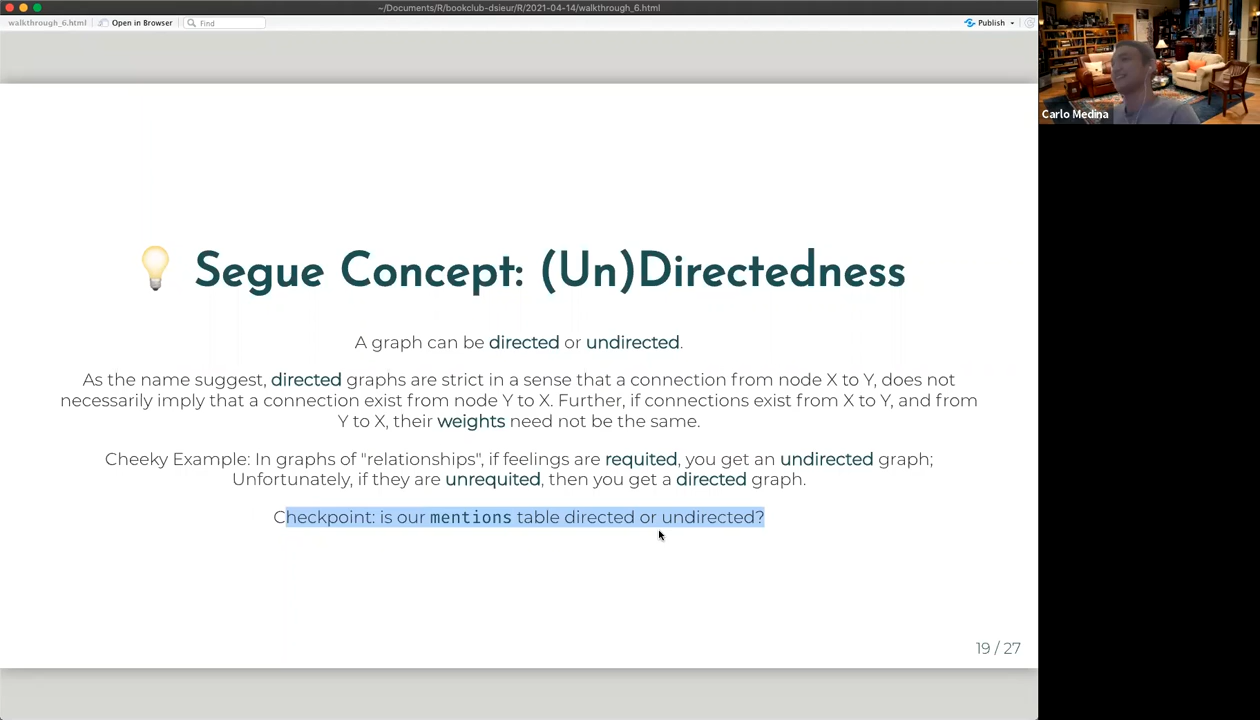 ~/Documents/R/bookclub-dsieur/R/2021-04-14/walkthrough_6.html
walkthrough_6.html
Open in Browser
Find
Publish
Carlo Medina
Segue Concept: (Un)Directedness
A graph can be directed or undirected.
As the name suggest, directed graphs are strict in a sense that a connection from node X to Y, does not
necessarily imply that a connection exist from node Y to X. Further, if connections exist from X to Y, and from
Y to X, their weights need not be the same.
Cheeky Example: In graphs of "relationships", if feelings are requited, you get an undirected graph;
Unfortunately, if they are unrequited, then you get a directed graph.
Checkpoint: is our mentions table directed or undirected?
19 / 27